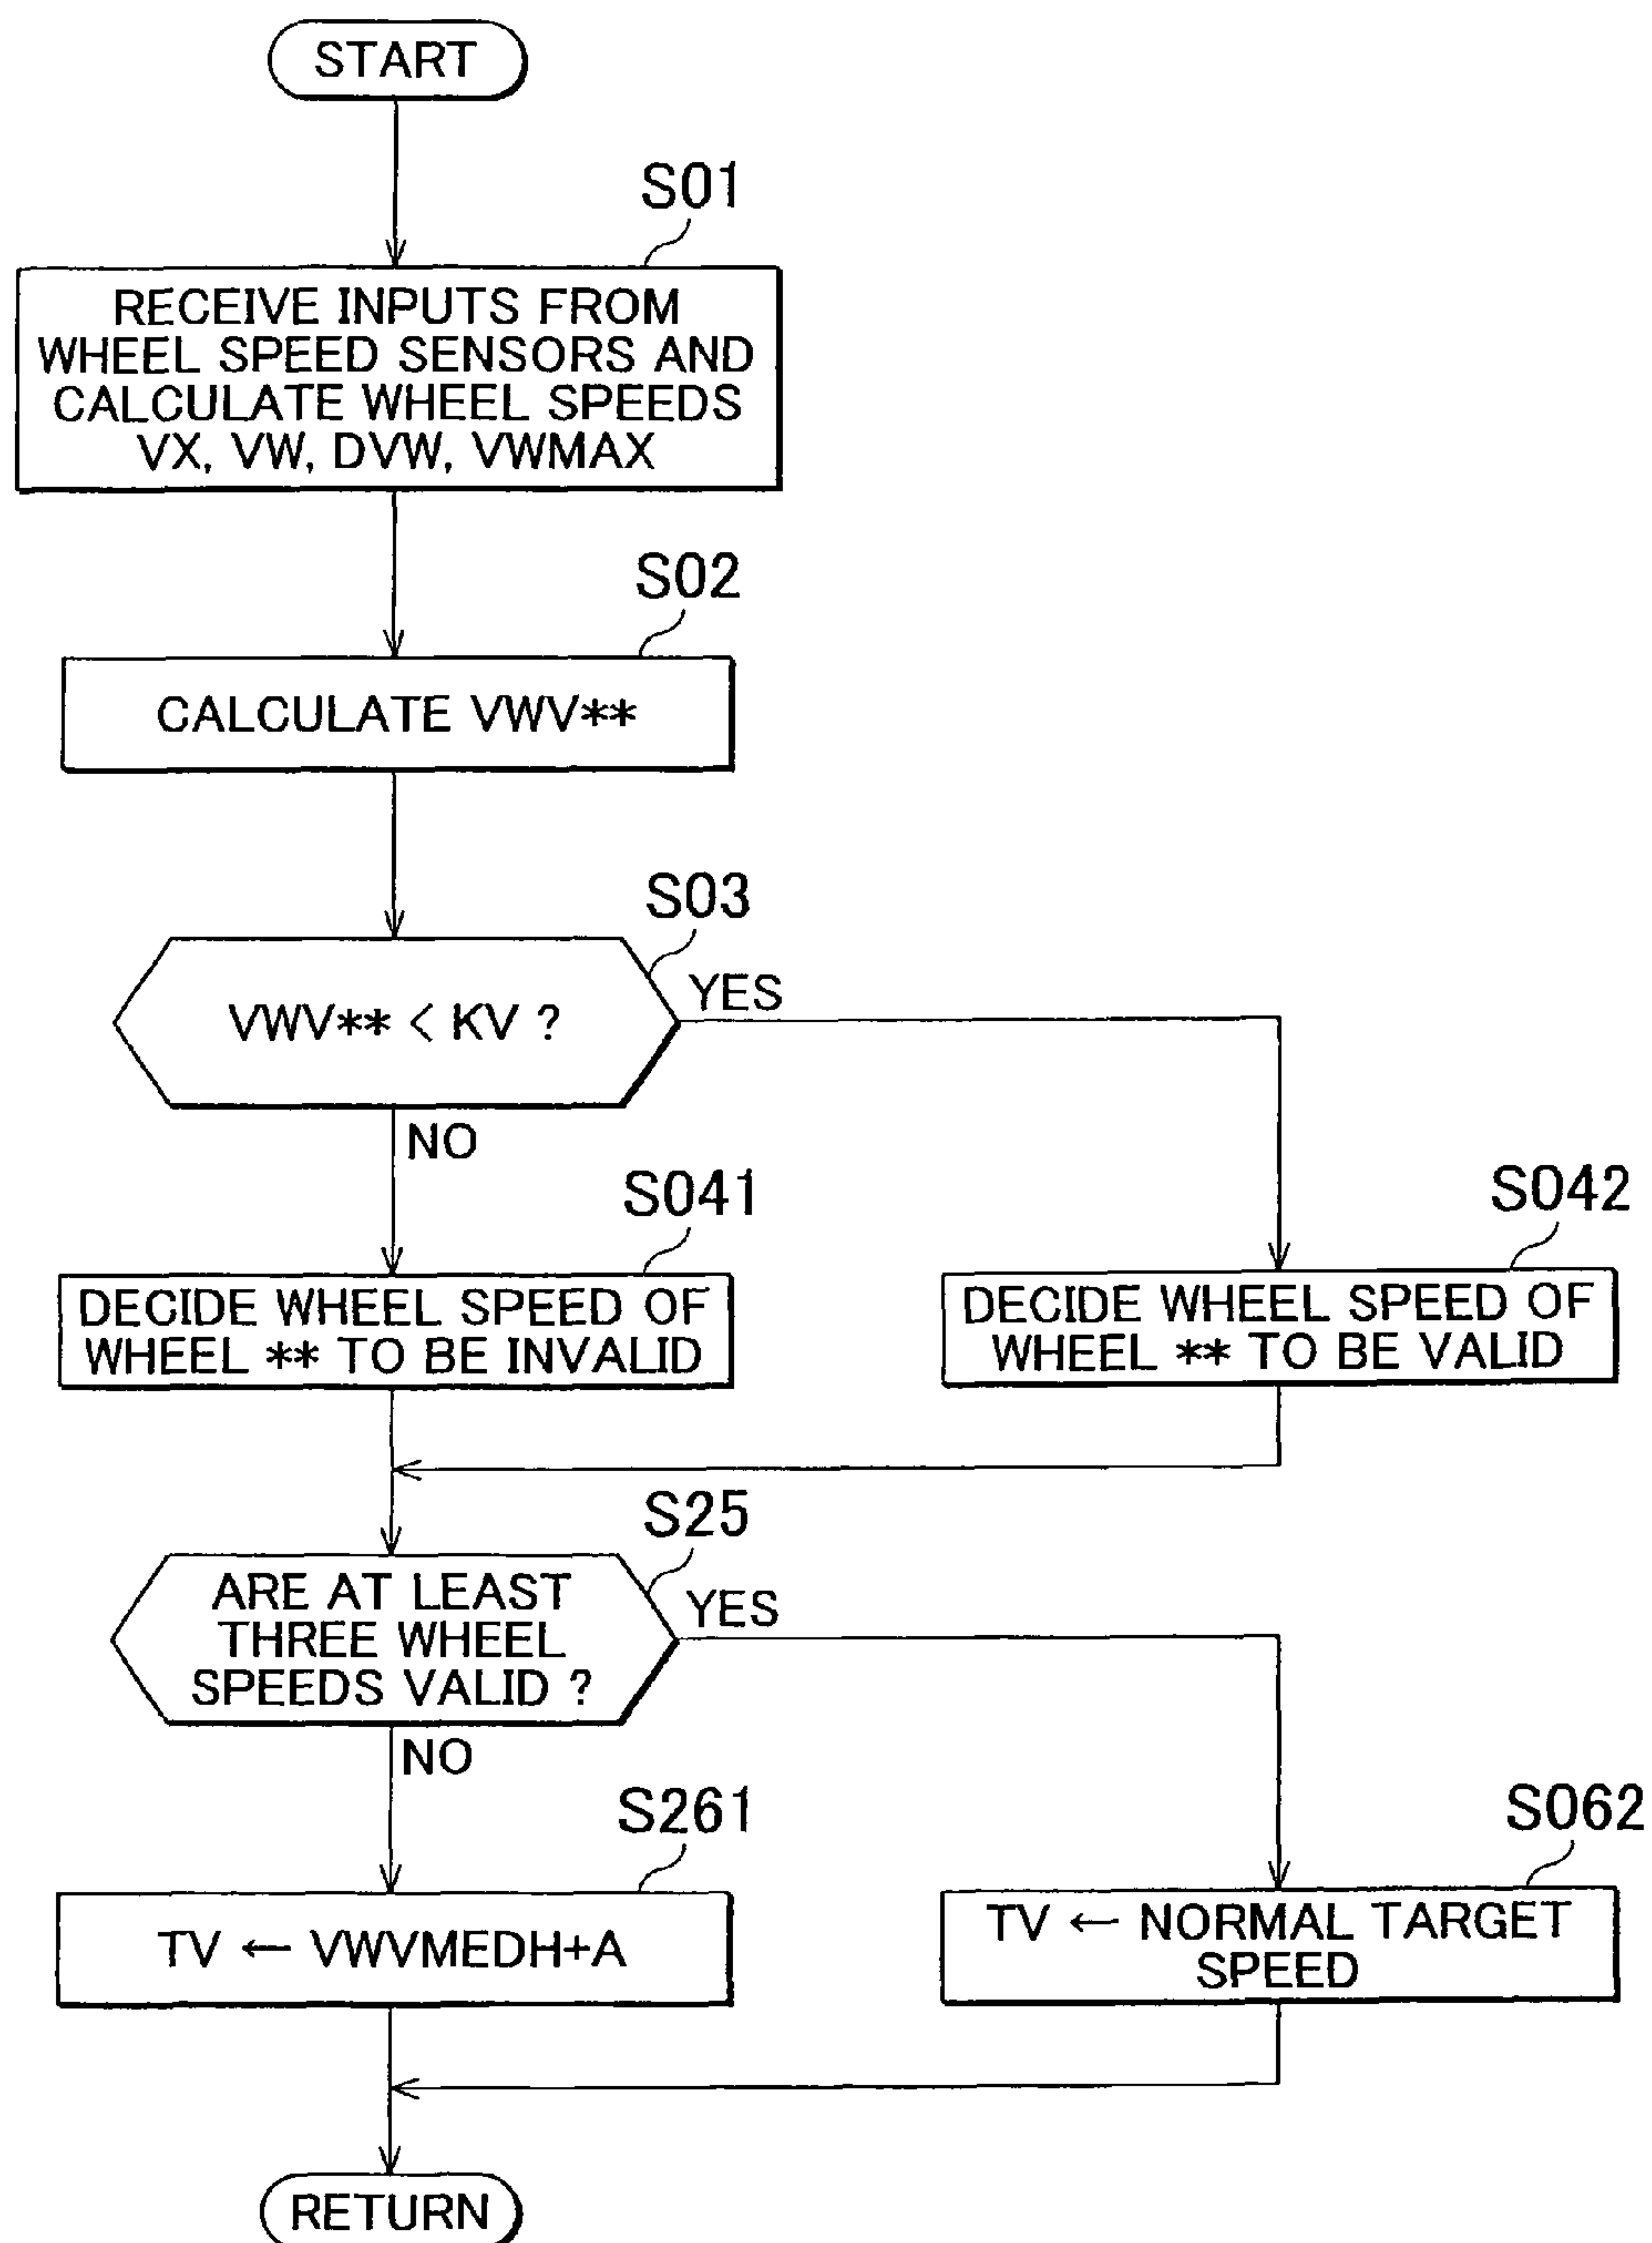 START
S01
RECEIVE INPUTS FROM
WHEEL SPEED SENSORS AND
CALCULATE WHEEL SPEEDS
VX, VW, DVW, VWMAX
S02
CALCULATE VWV**
S03
VWV** < KV ?
YES
NO
S041
DECIDE WHEEL SPEED OF
WHEEL ** TO BE INVALID
S042
DECIDE WHEEL SPEED OF
WHEEL ** TO BE VALID
S25
ARE AT LEAST
THREE WHEEL
SPEEDS VALID ?
YES
NO
S261
TV ← VWVMEDH+A
S062
TV ← NORMAL TARGET
SPEED
RETURN